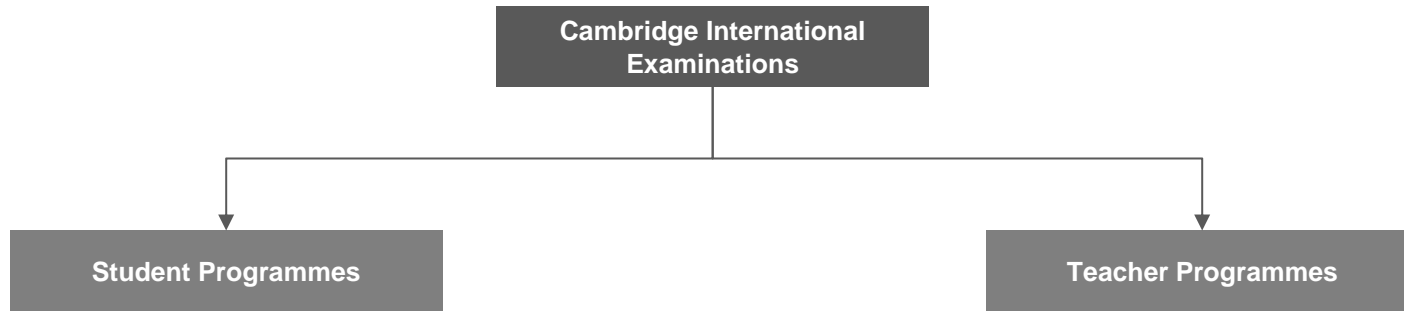 Cambridge International
Examinations
Student Programmes
Teacher Programmes